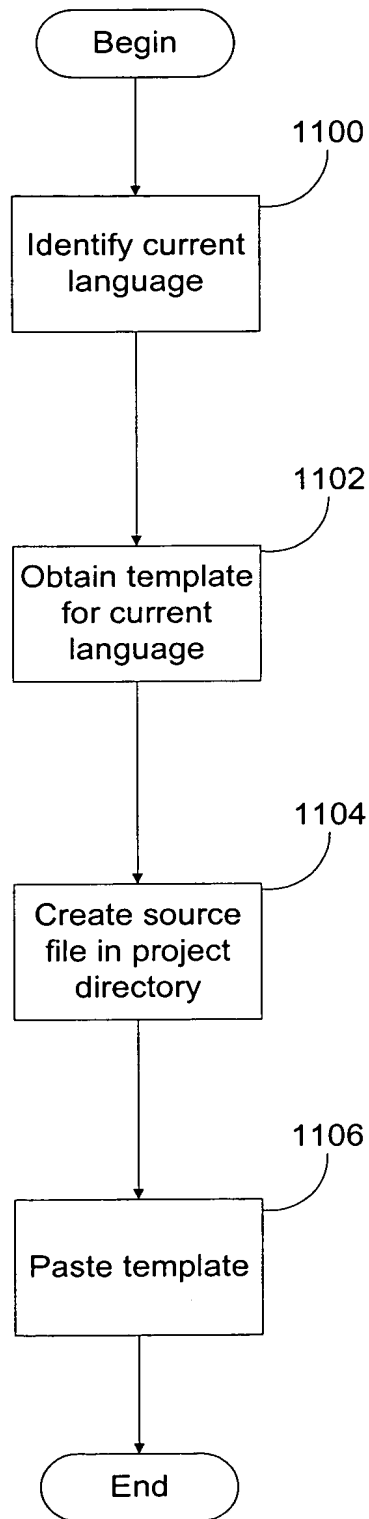 Begin
1100
Identify current
language
1102
Obtain template
for current
language
1104
Create source
file in project
directory
1106
Paste template
End